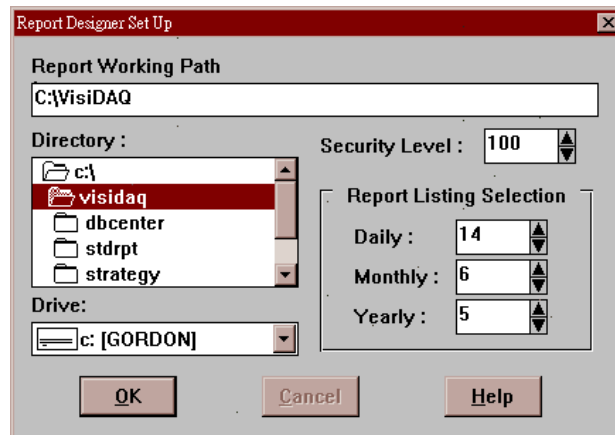 Report Designer Set Up
Report Working Path
C:\VisiDAQ
Directory :
c:\
visidaq
dbcenter
stdrpt
strategy
Drive:
c: [GORDON]
Security Level : 100
Report Listing Selection
Daily : 14
Monthly : 6
Yearly : 5
OK Cancel Help